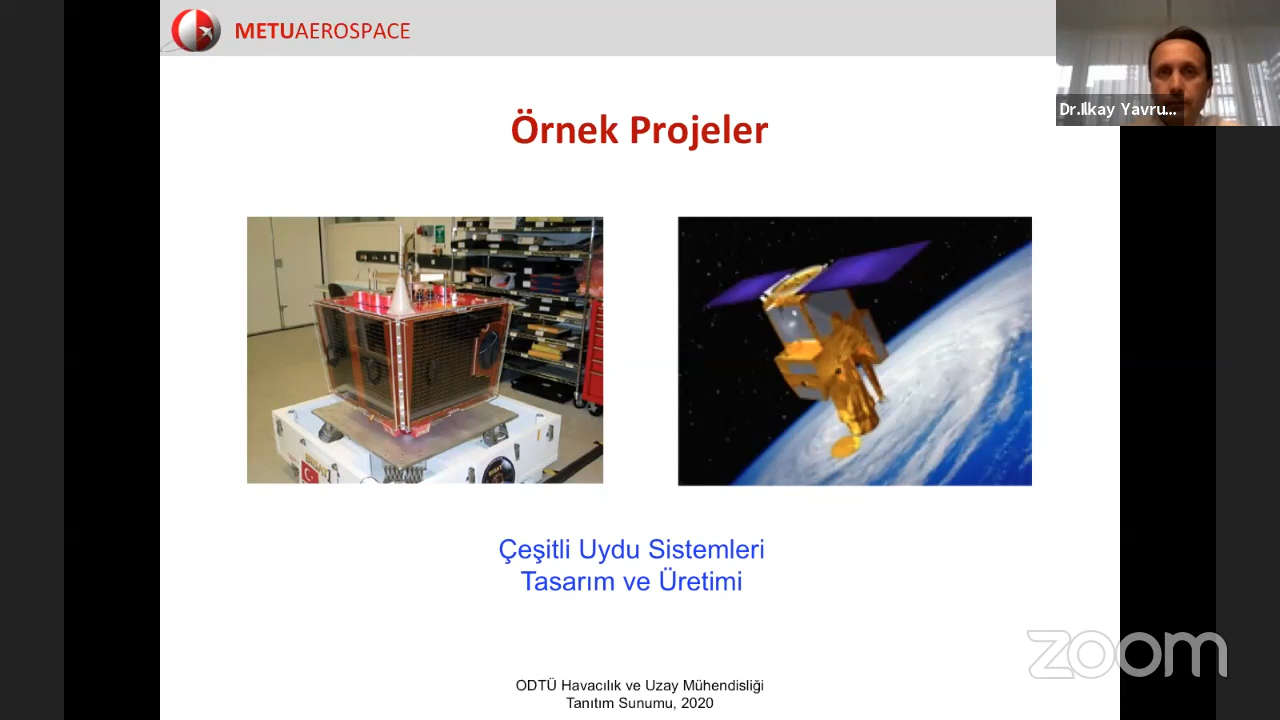 METUAEROSPACE
Dr.Ilkay Yavru...
Örnek Projeler
Çeşitli Uydu Sistemleri
Tasarım ve Üretimi
zoom
ODTÜ Havacılık ve Uzay Mühendisliği
Tanıtım Sunumu, 2020